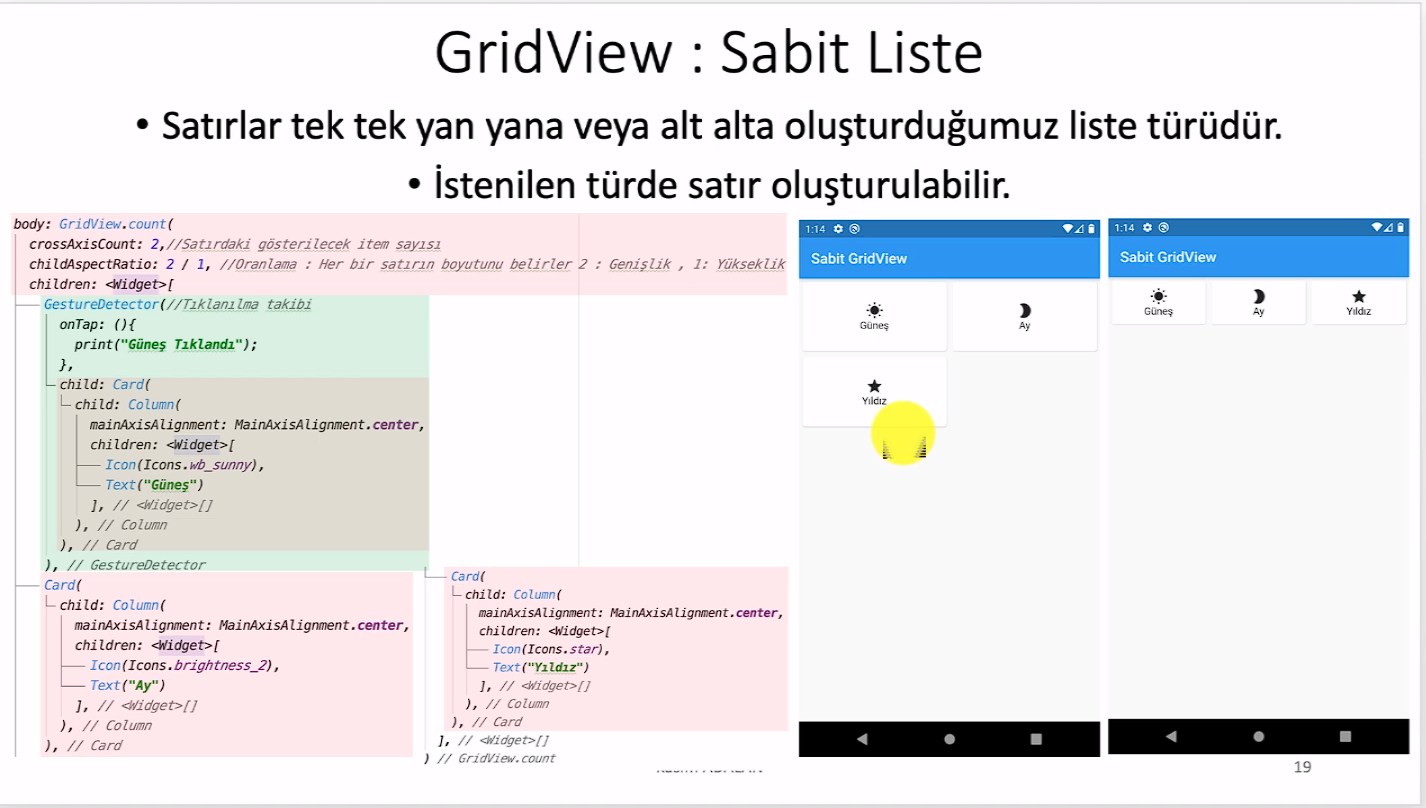 GridView : Sabit Liste
• Satırlar tek tek yan yana veya alt alta oluşturduğumuz liste türüdür.
• İstenilen türde satır oluşturulabilir.
body: GridView.count(
crossAxisCount: 2,//Satırdaki gösterilecek item sayısı
childAspectRatio: 2 / 1, //Oranlama : Her bir satırın boyutunu belirler 2 : Genişlik , 1: Yükseklik
children: <Widget>[
GestureDetector(//Tıklanılma takibi
onTap: (){
print("Güneş Tıklandı");
},
child: Card(
child: Column(
mainAxisAlignment: MainAxisAlignment.center,
children: <Widget>[
Icon(Icons.wb_sunny),
Text("Güneş")
], // <Widget>[]
), // Column
), // Card
), // GestureDetector
Card(
child: Column(
mainAxisAlignment: MainAxisAlignment.center,
children: <Widget>[
Icon(Icons.brightness_2),
Text("Ay")
], // <Widget>[]
), // Column
), // Card
Card(
child: Column(
mainAxisAlignment: MainAxisAlignment.center,
children: <Widget>[
Icon(Icons.star),
Text("Yıldız")
], // <Widget>[]
), // Column
), // Card
], // <Widget>[]
) // GridView.count
1:14
Sabit GridView
Güneş
Ay
Yıldız
1:14
Sabit GridView
Güneş
Ay
Yıldız
19